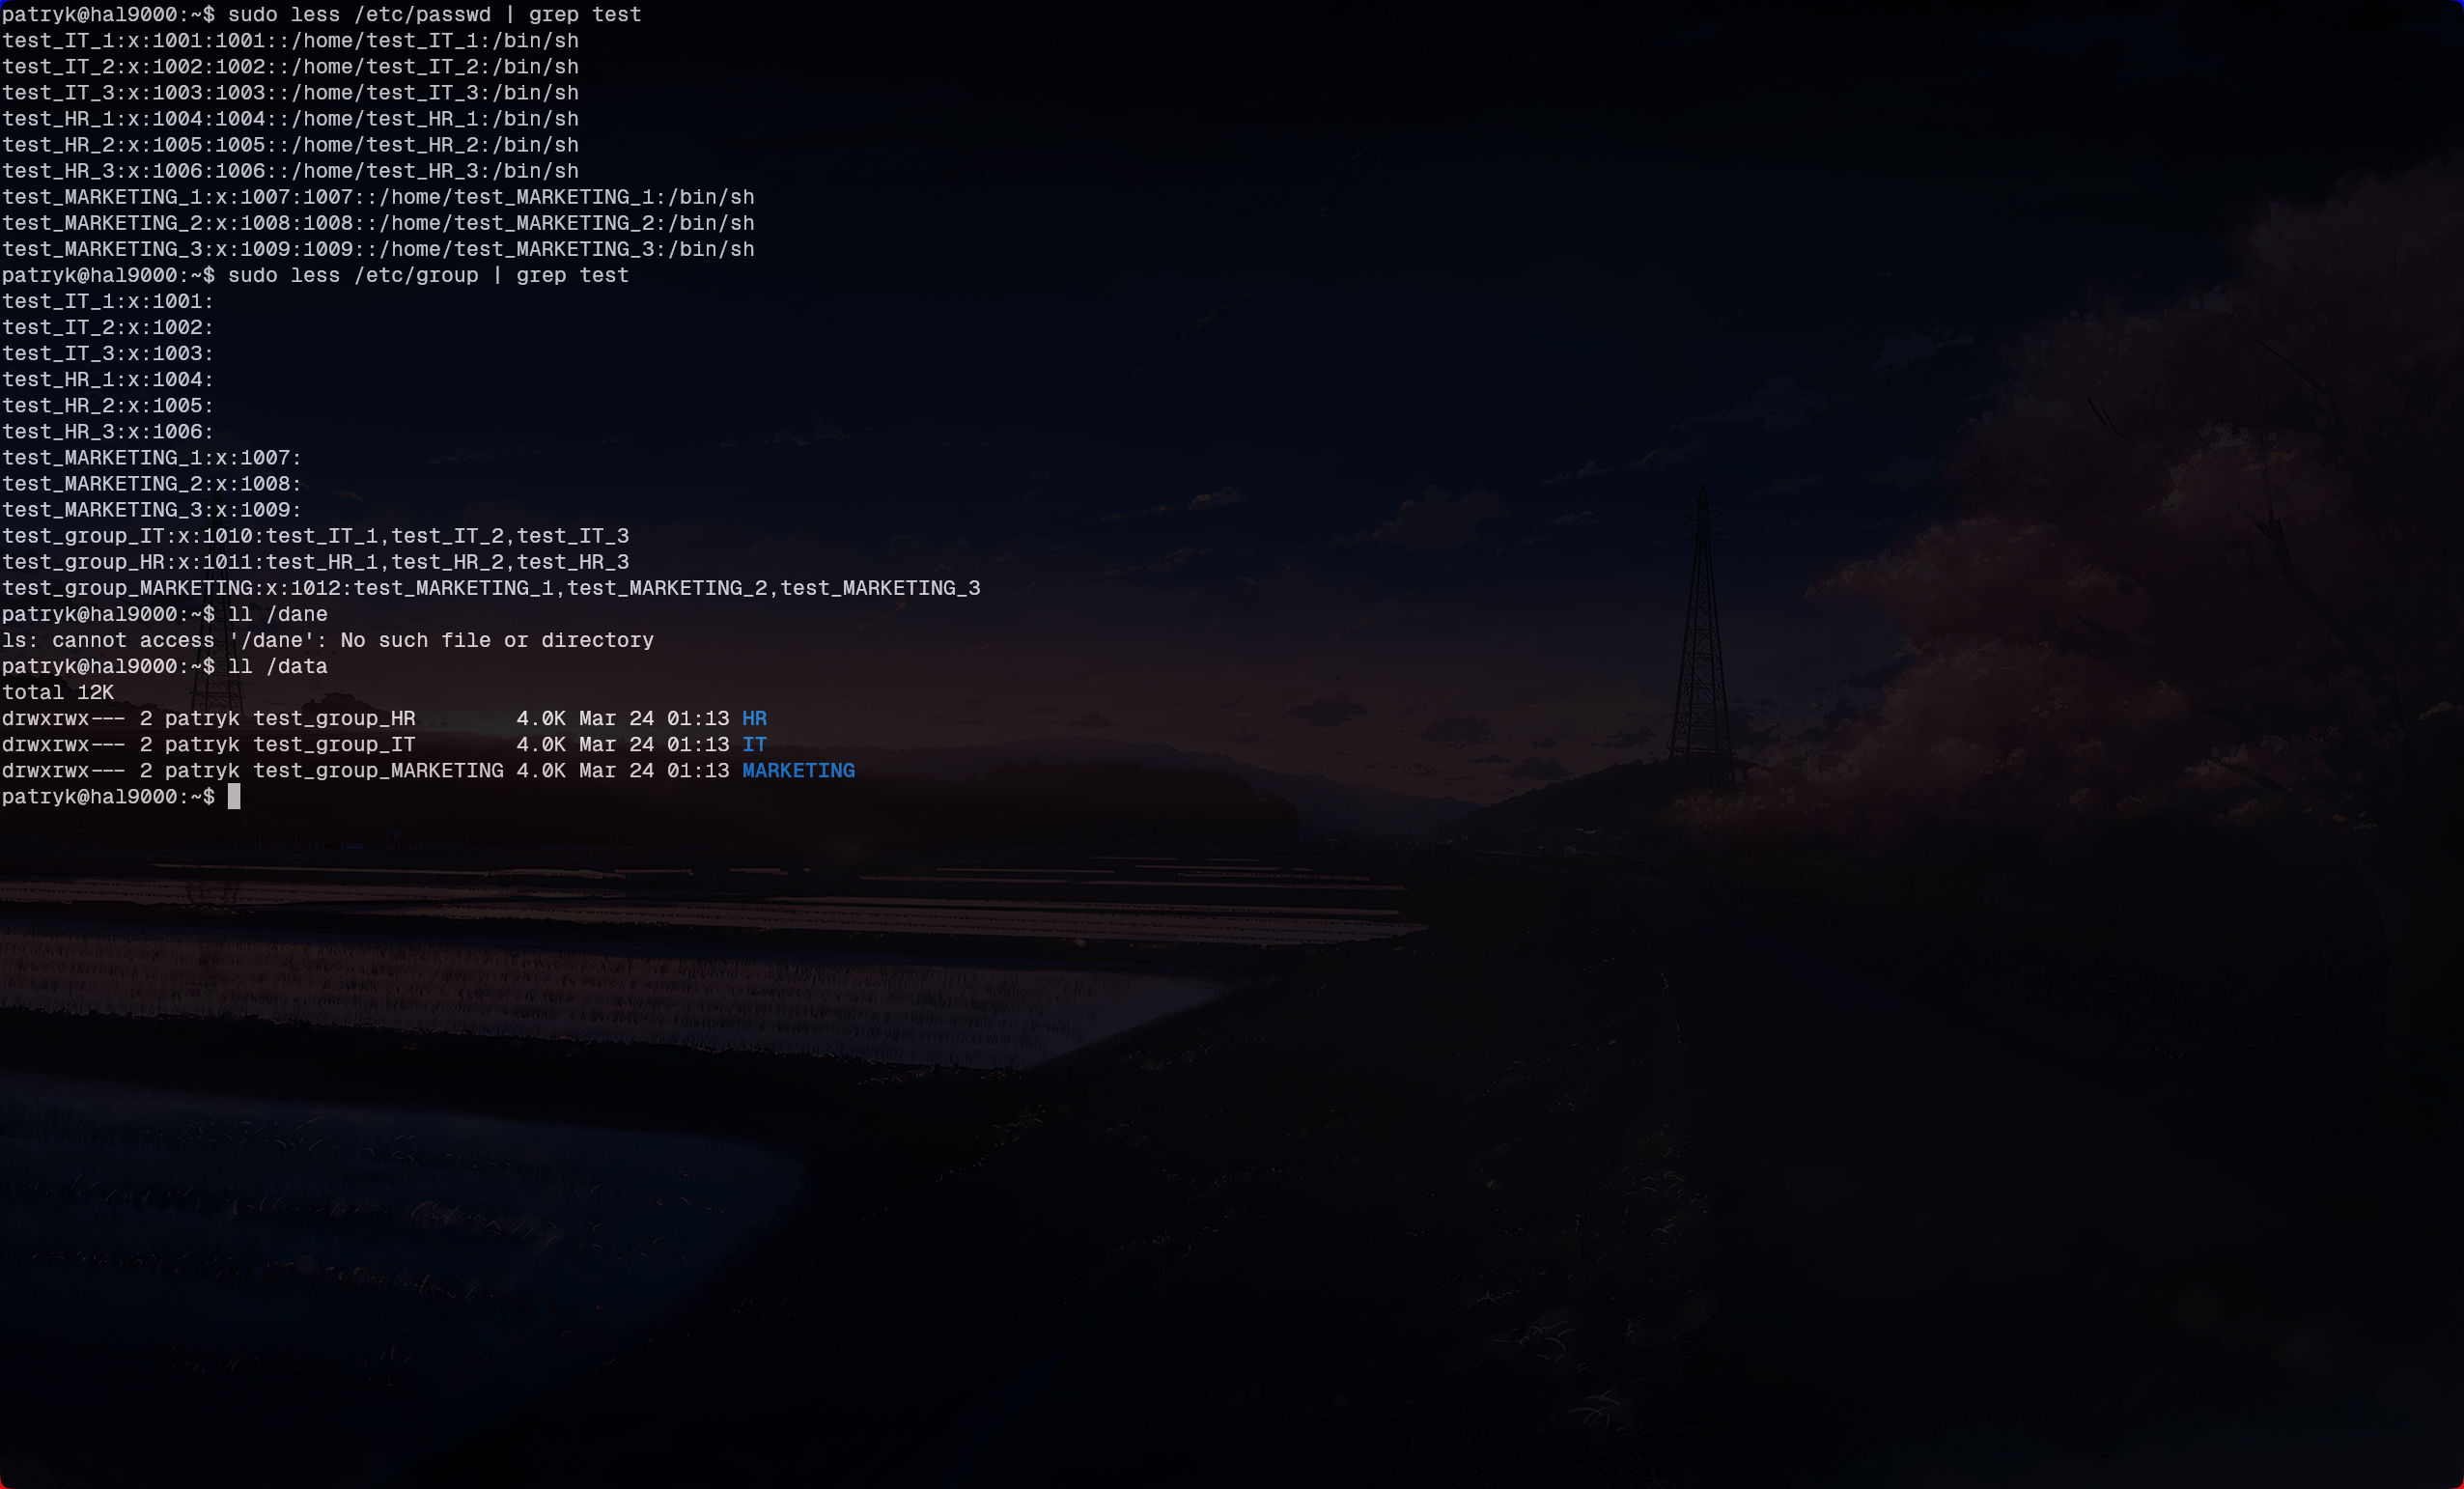 patryk@hal9000:~$ sudo less /etc/passwd | grep test
test_IT_1:x:1001:1001::/home/test_IT_1:/bin/sh
test_IT_2:x:1002:1002::/home/test_IT_2:/bin/sh
test_IT_3:x:1003:1003::/home/test_IT_3:/bin/sh
test_HR_1:x:1004:1004::/home/test_HR_1:/bin/sh
test_HR_2:x:1005:1005::/home/test_HR_2:/bin/sh
test_HR_3:x:1006:1006::/home/test_HR_3:/bin/sh
test_MARKETING_1:x:1007:1007::/home/test_MARKETING_1:/bin/sh
test_MARKETING_2:x:1008:1008::/home/test_MARKETING_2:/bin/sh
test_MARKETING_3:x:1009:1009::/home/test_MARKETING_3:/bin/sh
patryk@hal9000:~$ sudo less /etc/group | grep test
test_IT_1:x:1001:
test_IT_2:x:1002:
test_IT_3:x:1003:
test_HR_1:x:1004:
test_HR_2:x:1005:
test_HR_3:x:1006:
test_MARKETING_1:x:1007:
test_MARKETING_2:x:1008:
test_MARKETING_3:x:1009:
test_group_IT:x:1010:test_IT_1,test_IT_2,test_IT_3
test_group_HR:x:1011:test_HR_1,test_HR_2,test_HR_3
test_group_MARKETING:x:1012:test_MARKETING_1,test_MARKETING_2,test_MARKETING_3
patryk@hal9000:~$ ll /dane
ls: cannot access '/dane': No such file or directory
patryk@hal9000:~$ ll /data
total 12K
drwxrwx--- 2 patryk test_group_HR        4.0K Mar 24 01:13 HR
drwxrwx--- 2 patryk test_group_IT        4.0K Mar 24 01:13 IT
drwxrwx--- 2 patryk test_group_MARKETING 4.0K Mar 24 01:13 MARKETING
patryk@hal9000:~$